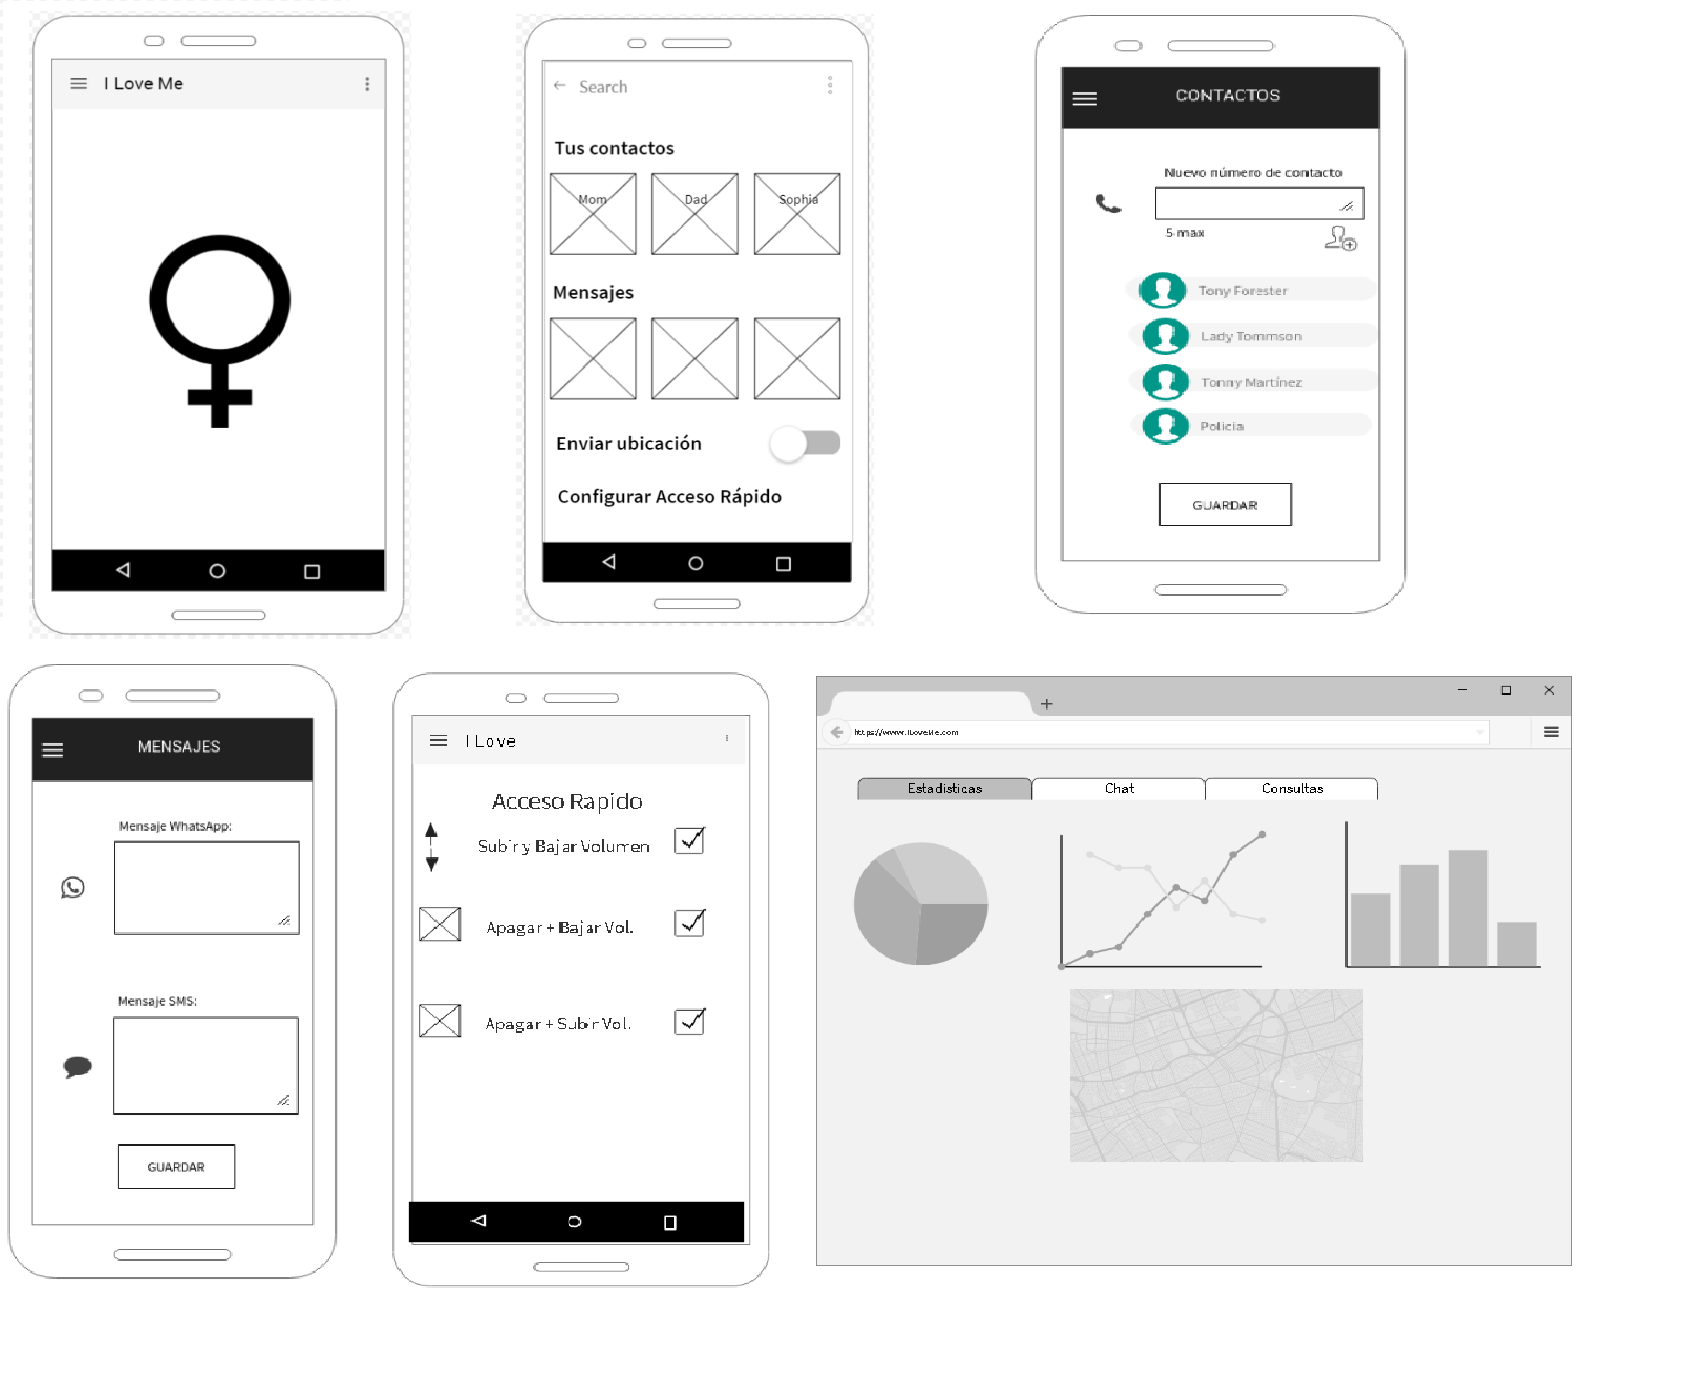 I Love Me
Search
Tus contactos
Mom
Dad
Sophia
Mensajes
Enviar ubicación
Configurar Acceso Rápido
CONTACTOS
Nuevo número de contacto
5 max
Tony Forester
Lady Tommson
Tonny Martínez
Policia
GUARDAR
MENSAJES
Mensaje WhatsApp:
Mensaje SMS:
GUARDAR
I Love
Acceso Rapido
Subir y Bajar Volumen
Apagar + Bajar Vol.
Apagar + Subir Vol.
https://www.ILoveMe.com
Estadisticas
Chat
Consultas